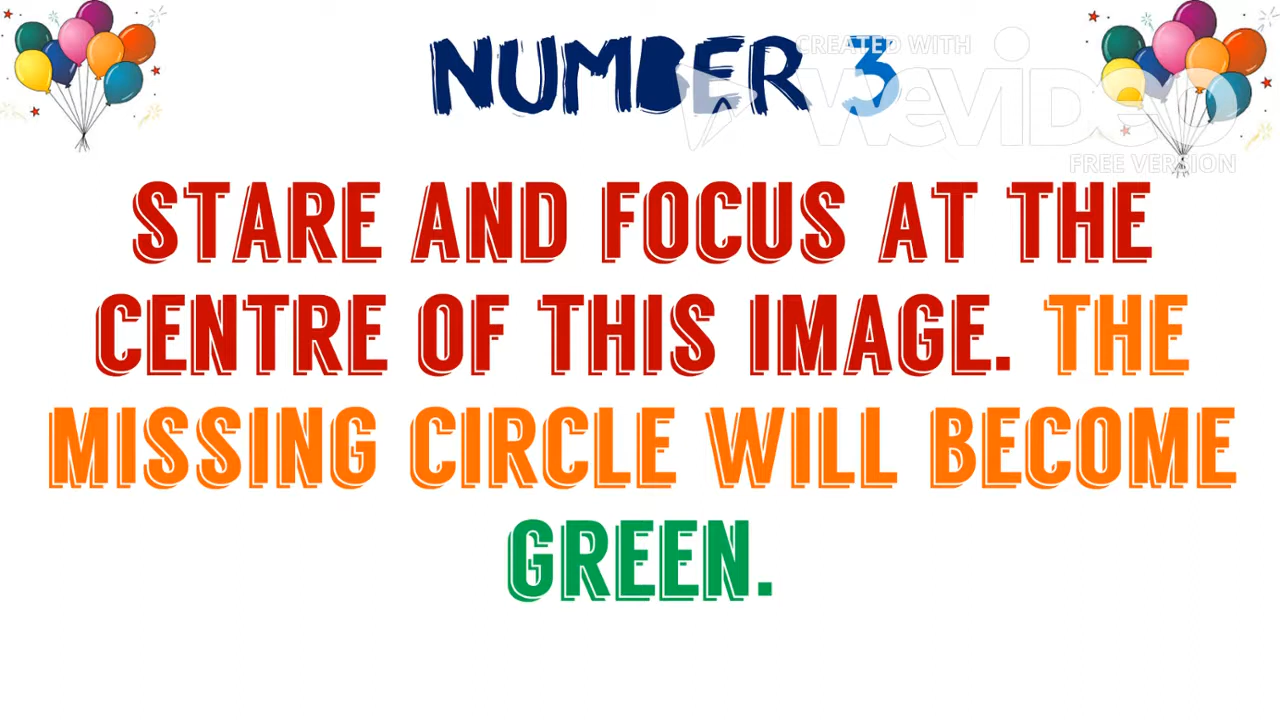 NUMBER 3
CREATED WITH
WeVideo
FREE VERSION
STARE AND FOCUS AT THE
CENTRE OF THIS IMAGE. THE
MISSING CIRCLE WILL BECOME
GREEN.